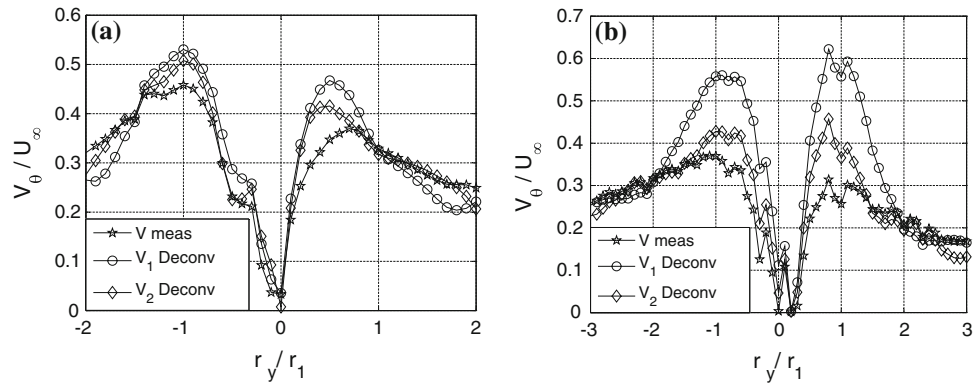 (a)
0.6
0.5
0.4
0.3
0.2
0.1
0
V_θ / U_∞
V meas
V_1 Deconv
V_2 Deconv
-2 -1 0 1 2
r_y / r_1
(b)
0.7
0.6
0.5
0.4
0.3
0.2
0.1
0
V_θ / U_∞
V meas
V_1 Deconv
V_2 Deconv
-3 -2 -1 0 1 2 3
r_y / r_1